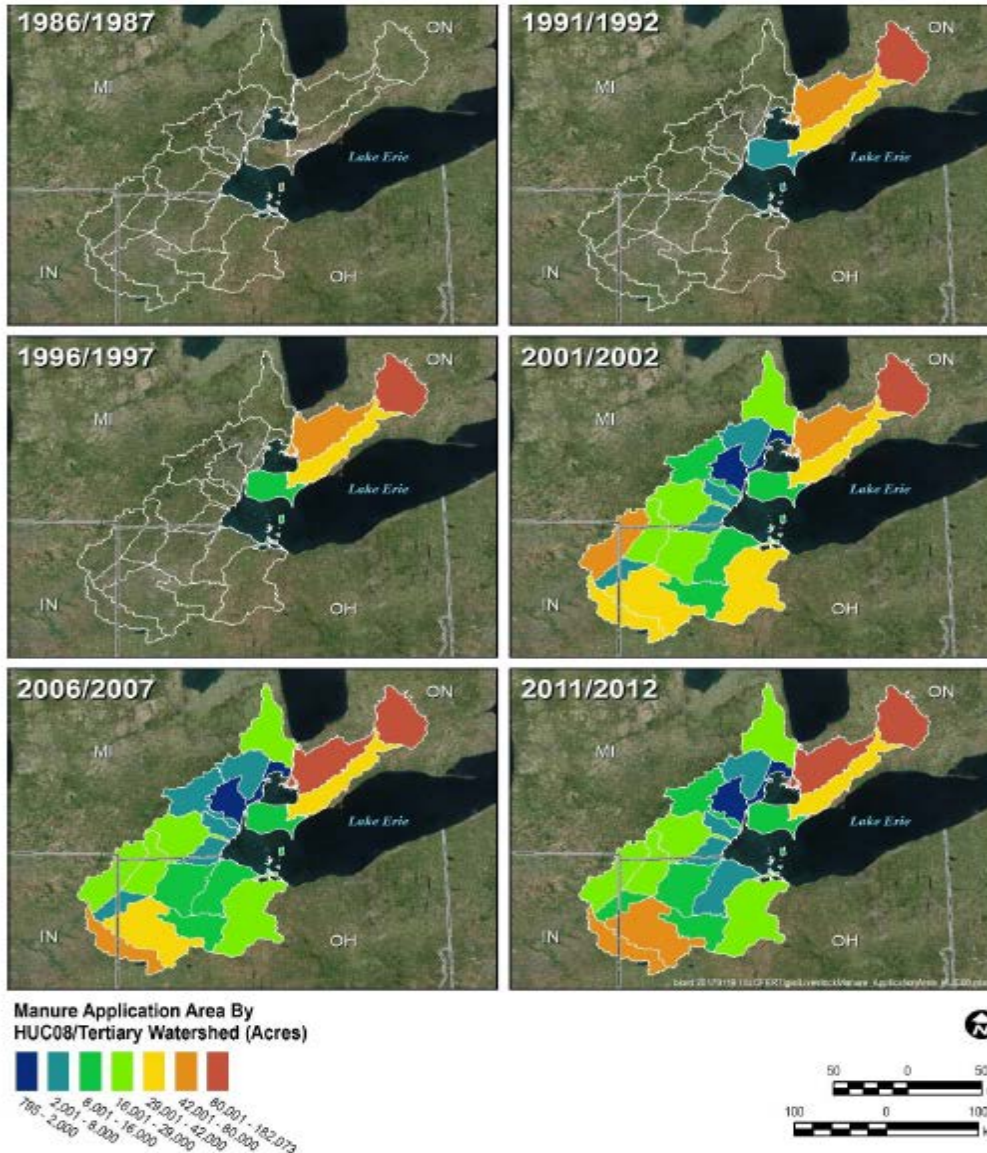 1986/1987
ON
MI
Lake Erie
IN
OH
1991/1992
ON
MI
Lake Erie
IN
OH
1996/1997
ON
MI
Lake Erie
IN
OH
2001/2002
ON
MI
Lake Erie
IN
OH
2006/2007
ON
MI
Lake Erie
IN
OH
2011/2012
ON
MI
Lake Erie
IN
OH
Manure Application Area By
HUC08/Tertiary Watershed (Acres)
795 - 2,000
2,001 - 8,000
8,001 - 16,000
16,001 - 29,000
29,001 - 42,000
42,001 - 80,000
80,001 - 182,073
N
50 0 50
100 0 100